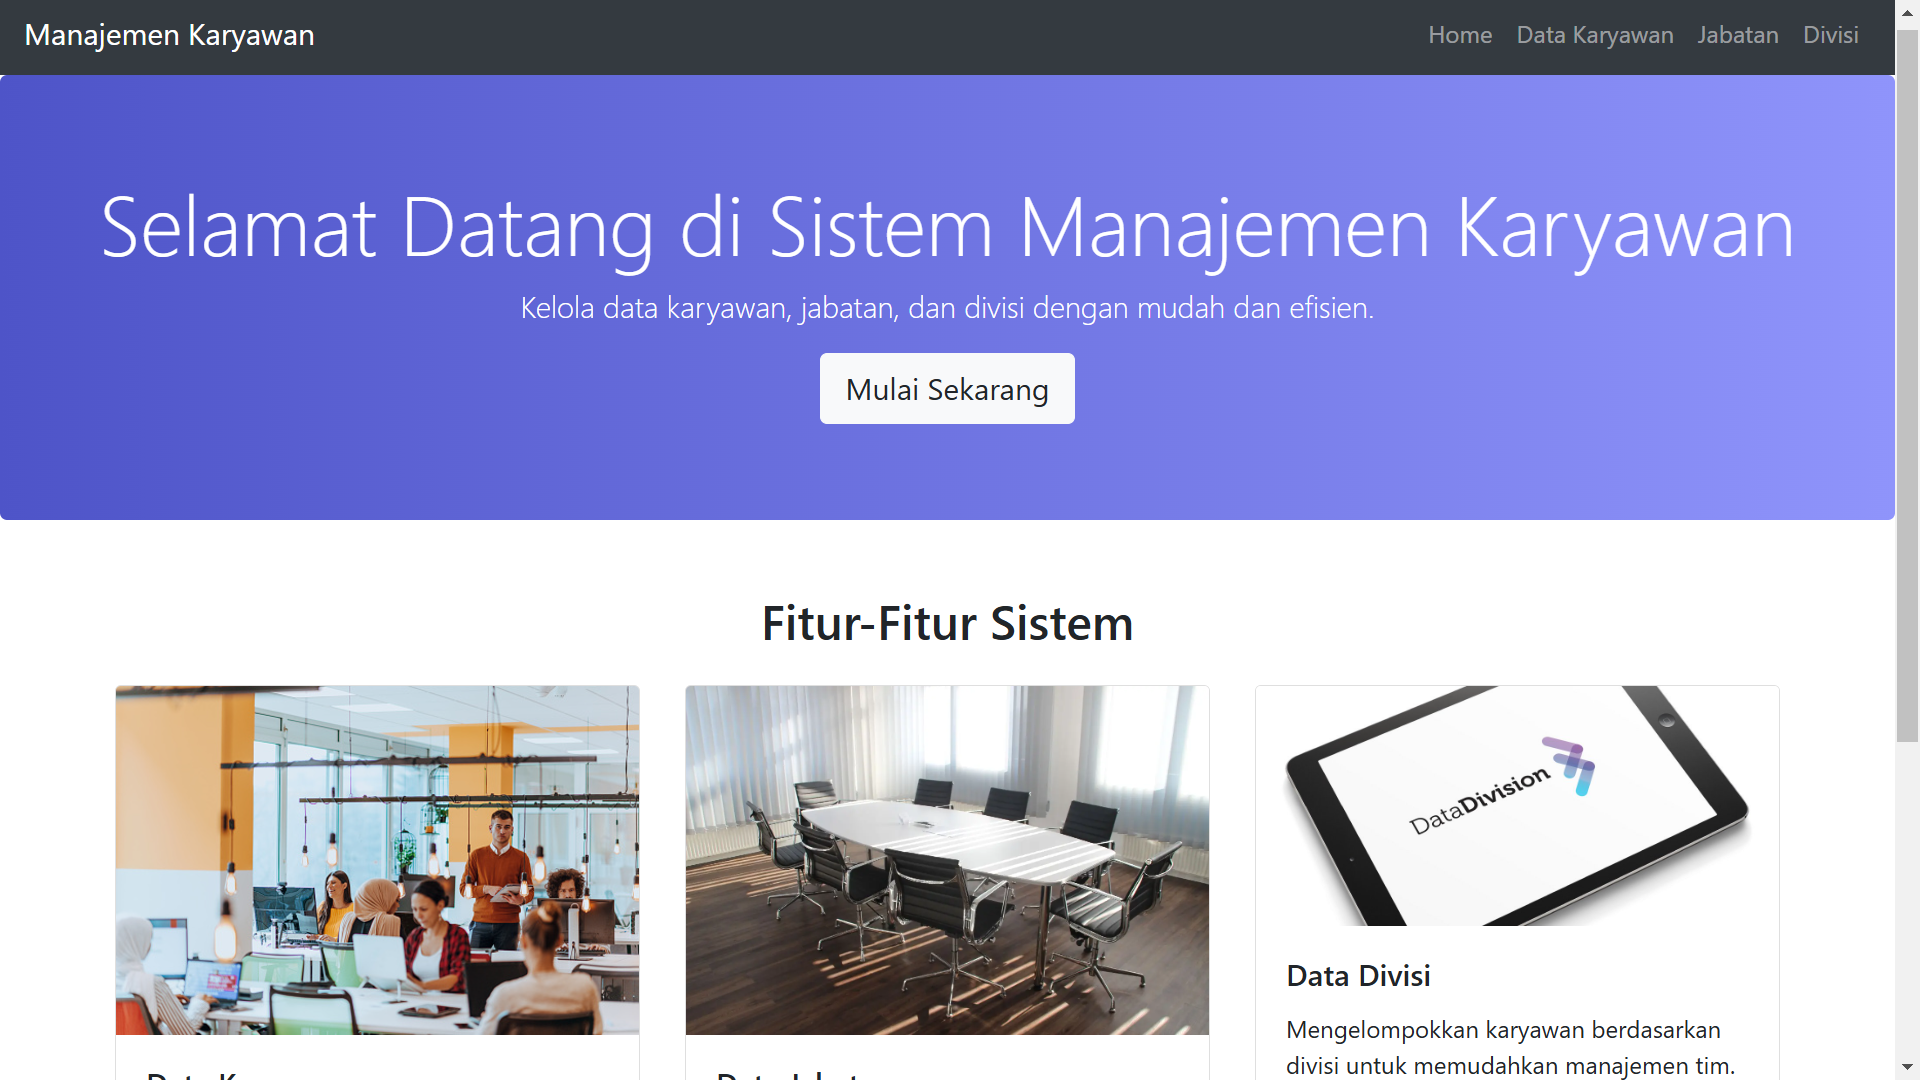 Manajemen Karyawan
Home Data Karyawan Jabatan Divisi
Selamat Datang di Sistem Manajemen Karyawan
Kelola data karyawan, jabatan, dan divisi dengan mudah dan efisien.
Mulai Sekarang
Fitur-Fitur Sistem
DataDivision
Data Divisi
Mengelompokkan karyawan berdasarkan
divisi untuk memudahkan manajemen tim.